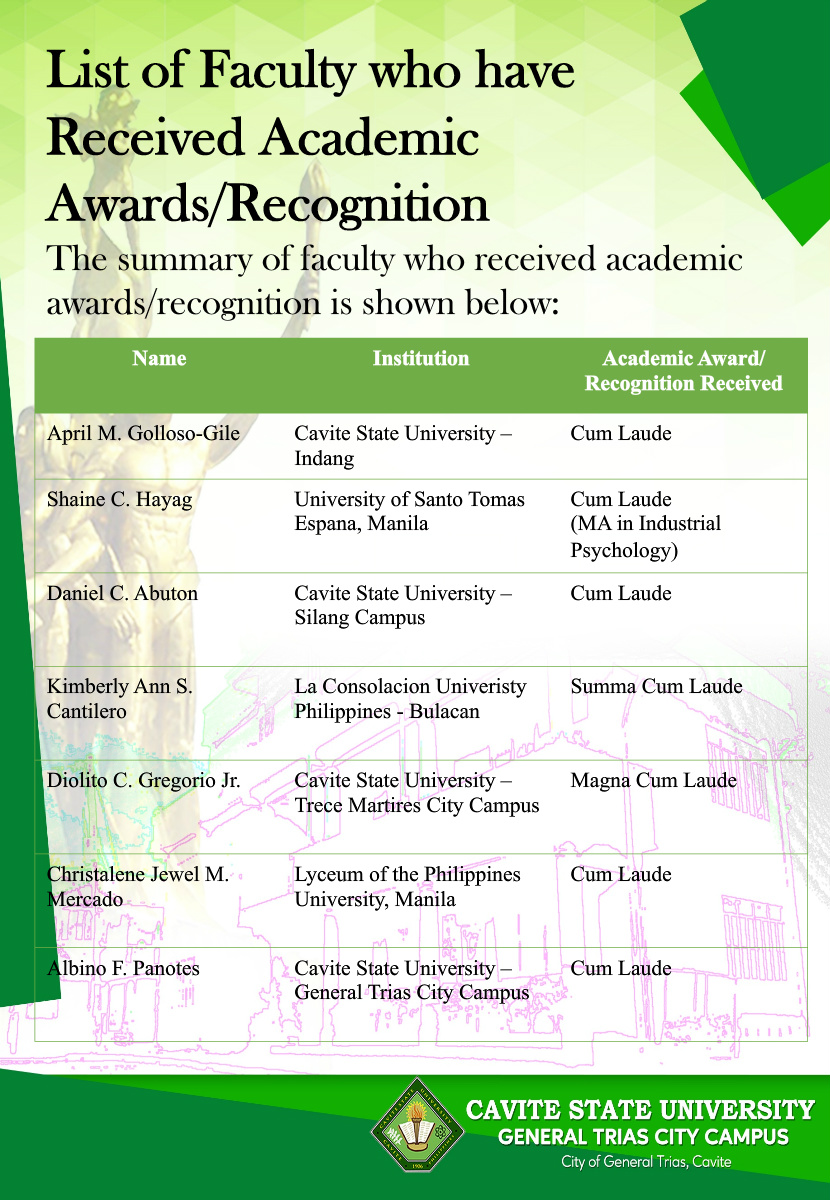 List of Faculty who have
Received Academic
Awards/Recognition
The summary of faculty who received academic
awards/recognition is shown below:
Name
Institution
Academic Award/
Recognition Received
April M. Golloso-Gile
Cavite State University –
Indang
Cum Laude
Shaine C. Hayag
University of Santo Tomas
Espana, Manila
Cum Laude
(MA in Industrial
Psychology)
Daniel C. Abuton
Cavite State University –
Silang Campus
Cum Laude
Kimberly Ann S.
Cantilero
La Consolacion Univeristy
Philippines - Bulacan
Summa Cum Laude
Diolito C. Gregorio Jr.
Cavite State University –
Trece Martires City Campus
Magna Cum Laude
Christalene Jewel M.
Mercado
Lyceum of the Philippines
University, Manila
Cum Laude
Albino F. Panotes
Cavite State University –
General Trias City Campus
Cum Laude
CAVITE STATE UNIVERSITY
GENERAL TRIAS CITY CAMPUS
City of General Trias, Cavite
1906